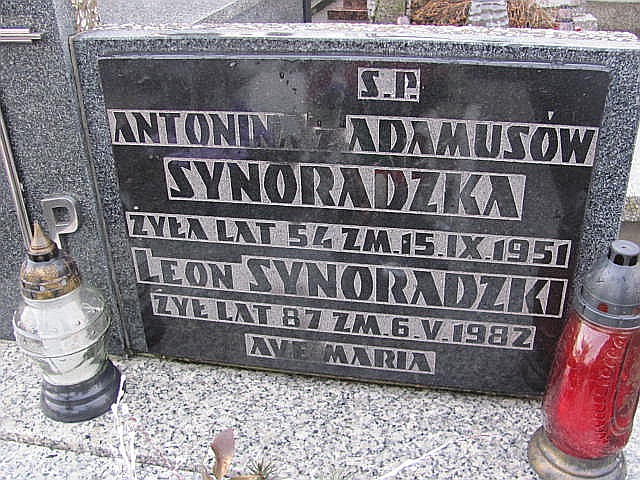 Ś.P.
ANTONINA Z ADAMUSÓW
SYNORADZKA
ŻYŁA LAT 54 ZM.15.IX.1951
LEON SYNORADZKI
ŻYŁ LAT 87 ZM.6.V.1982
AVE MARIA
P